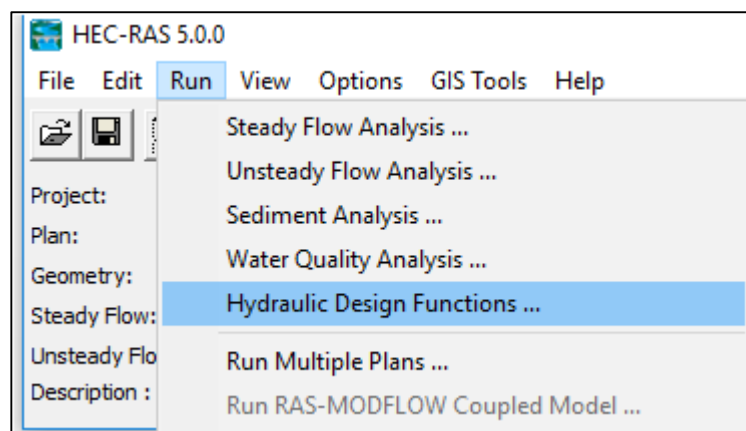 HEC-RAS 5.0.0
File Edit Run View Options GIS Tools Help
Steady Flow Analysis ...
Unsteady Flow Analysis ...
Project:
Sediment Analysis ...
Plan:
Water Quality Analysis ...
Geometry:
Hydraulic Design Functions ...
Steady Flow:
Unsteady Flo
Run Multiple Plans ...
Description :
Run RAS-MODFLOW Coupled Model ...